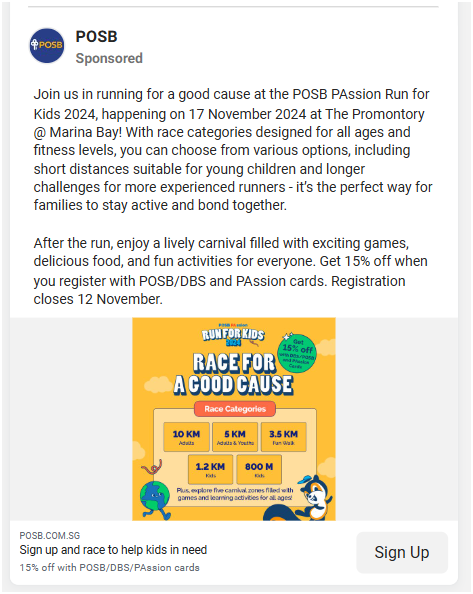 POSB
POSB
Sponsored
Join us in running for a good cause at the POSB PAssion Run for
Kids 2024, happening on 17 November 2024 at The Promontory
@ Marina Bay! With race categories designed for all ages and
fitness levels, you can choose from various options, including
short distances suitable for young children and longer
challenges for more experienced runners - it's the perfect way for
families to stay active and bond together.
After the run, enjoy a lively carnival filled with exciting games,
delicious food, and fun activities for everyone. Get 15% off when
you register with POSB/DBS and PAssion cards. Registration
closes 12 November.
POSB PAssion
RUN FOR KIDS
2024
Get
15% off
with DBS/POSB
and PAssion
Cards
RACE FOR
A GOOD CAUSE
Race Categories
10 KM
Adults
5 KM
Adults & Youths
3.5 KM
Fun Walk
1.2 KM
Kids
800 M
Kids
Plus, explore five carnival zones filled with
games and learning activities for all ages!
POSB.COM.SG
Sign up and race to help kids in need
15% off with POSB/DBS/PAssion cards
Sign Up